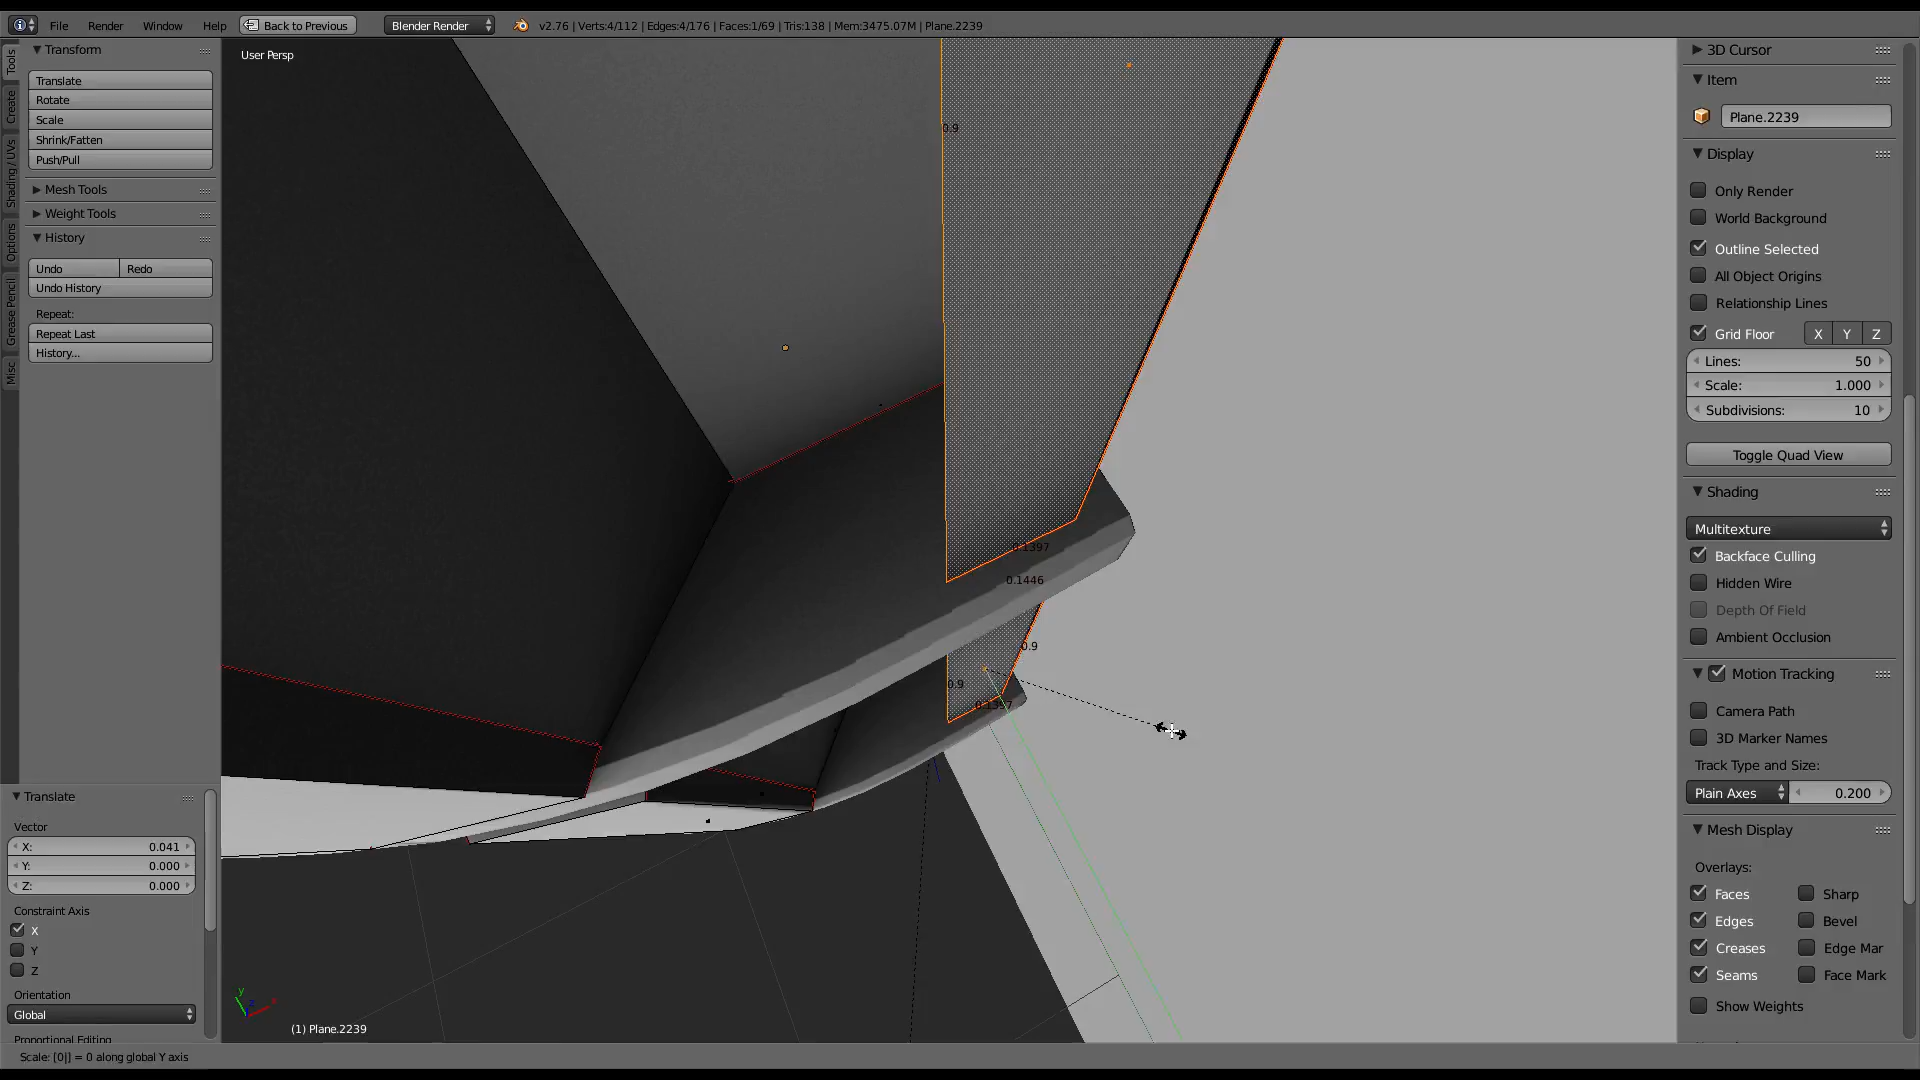 File Render Window Help Back to Previous Blender Render v2.76 | Verts:4/112 | Edges:4/176 | Faces:1/69 | Tris:138 | Mem:3475.07M | Plane.2239
Tools
Create
Shading / UVs
Options
Grease Pencil
Misc
Transform
Translate
Rotate
Scale
Shrink/Fatten
Push/Pull
Mesh Tools
Weight Tools
History
Undo Redo
Undo History
Repeat:
Repeat Last
History...
Translate
Vector
X: 0.041
Y: 0.000
Z: 0.000
Constraint Axis
X
Y
Z
Orientation
Global
Proportional Editing
Scale: [0|] = 0 along global Y axis
User Persp
0.9
0.1397
0.1446
0.9
0.9
(1) Plane.2239
3D Cursor
Item
Plane.2239
Display
Only Render
World Background
Outline Selected
All Object Origins
Relationship Lines
Grid Floor X Y Z
Lines: 50
Scale: 1.000
Subdivisions: 10
Toggle Quad View
Shading
Multitexture
Backface Culling
Hidden Wire
Depth Of Field
Ambient Occlusion
Motion Tracking
Camera Path
3D Marker Names
Track Type and Size:
Plain Axes 0.200
Mesh Display
Overlays:
Faces Sharp
Edges Bevel
Creases Edge Mar
Seams Face Mark
Show Weights